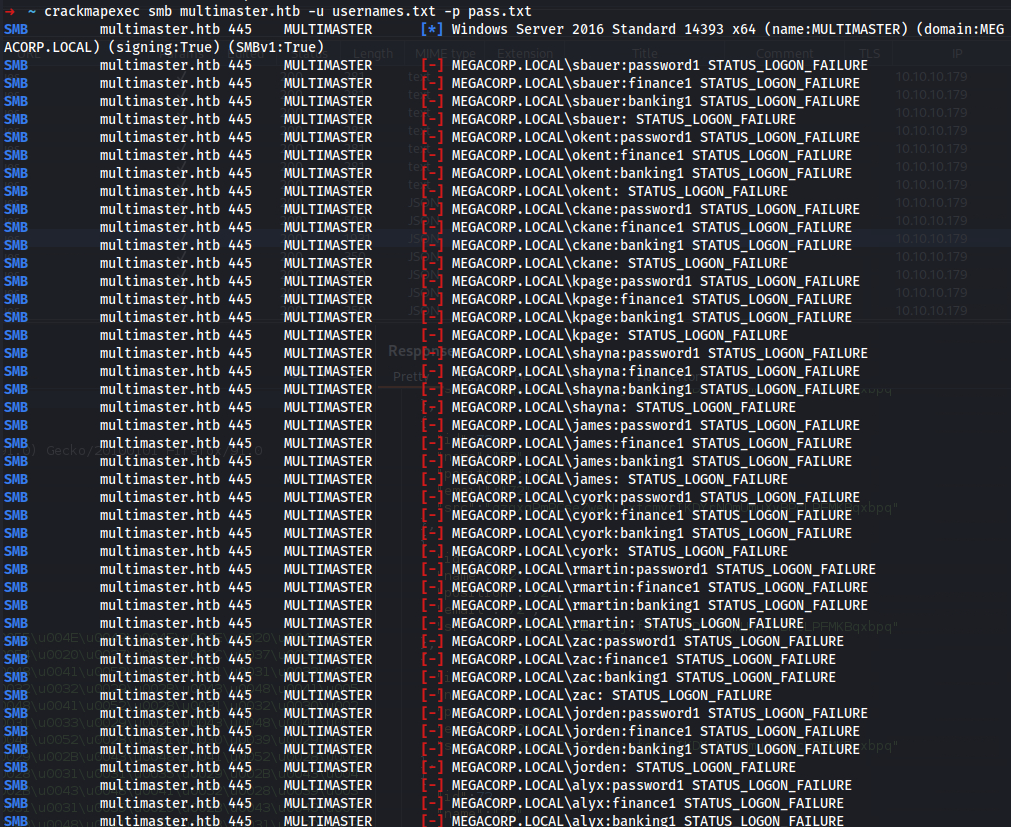 → ~ crackmapexec smb multimaster.htb -u usernames.txt -p pass.txt
SMB multimaster.htb 445 MULTIMASTER [*] Windows Server 2016 Standard 14393 x64 (name:MULTIMASTER) (domain:MEG
ACORP.LOCAL) (signing:True) (SMBv1:True)
SMB multimaster.htb 445 MULTIMASTER [-] MEGACORP.LOCAL\sbauer:password1 STATUS_LOGON_FAILURE
SMB multimaster.htb 445 MULTIMASTER [-] MEGACORP.LOCAL\sbauer:finance1 STATUS_LOGON_FAILURE
SMB multimaster.htb 445 MULTIMASTER [-] MEGACORP.LOCAL\sbauer:banking1 STATUS_LOGON_FAILURE
SMB multimaster.htb 445 MULTIMASTER [-] MEGACORP.LOCAL\sbauer: STATUS_LOGON_FAILURE
SMB multimaster.htb 445 MULTIMASTER [-] MEGACORP.LOCAL\okent:password1 STATUS_LOGON_FAILURE
SMB multimaster.htb 445 MULTIMASTER [-] MEGACORP.LOCAL\okent:finance1 STATUS_LOGON_FAILURE
SMB multimaster.htb 445 MULTIMASTER [-] MEGACORP.LOCAL\okent:banking1 STATUS_LOGON_FAILURE
SMB multimaster.htb 445 MULTIMASTER [-] MEGACORP.LOCAL\okent: STATUS_LOGON_FAILURE
SMB multimaster.htb 445 MULTIMASTER [-] MEGACORP.LOCAL\ckane:password1 STATUS_LOGON_FAILURE
SMB multimaster.htb 445 MULTIMASTER [-] MEGACORP.LOCAL\ckane:finance1 STATUS_LOGON_FAILURE
SMB multimaster.htb 445 MULTIMASTER [-] MEGACORP.LOCAL\ckane:banking1 STATUS_LOGON_FAILURE
SMB multimaster.htb 445 MULTIMASTER [-] MEGACORP.LOCAL\ckane: STATUS_LOGON_FAILURE
SMB multimaster.htb 445 MULTIMASTER [-] MEGACORP.LOCAL\kpage:password1 STATUS_LOGON_FAILURE
SMB multimaster.htb 445 MULTIMASTER [-] MEGACORP.LOCAL\kpage:finance1 STATUS_LOGON_FAILURE
SMB multimaster.htb 445 MULTIMASTER [-] MEGACORP.LOCAL\kpage:banking1 STATUS_LOGON_FAILURE
SMB multimaster.htb 445 MULTIMASTER [-] MEGACORP.LOCAL\kpage: STATUS_LOGON_FAILURE
SMB multimaster.htb 445 MULTIMASTER [-] MEGACORP.LOCAL\shayna:password1 STATUS_LOGON_FAILURE
SMB multimaster.htb 445 MULTIMASTER [-] MEGACORP.LOCAL\shayna:finance1 STATUS_LOGON_FAILURE
SMB multimaster.htb 445 MULTIMASTER [-] MEGACORP.LOCAL\shayna:banking1 STATUS_LOGON_FAILURE
SMB multimaster.htb 445 MULTIMASTER [-] MEGACORP.LOCAL\shayna: STATUS_LOGON_FAILURE
SMB multimaster.htb 445 MULTIMASTER [-] MEGACORP.LOCAL\james:password1 STATUS_LOGON_FAILURE
SMB multimaster.htb 445 MULTIMASTER [-] MEGACORP.LOCAL\james:finance1 STATUS_LOGON_FAILURE
SMB multimaster.htb 445 MULTIMASTER [-] MEGACORP.LOCAL\james:banking1 STATUS_LOGON_FAILURE
SMB multimaster.htb 445 MULTIMASTER [-] MEGACORP.LOCAL\james: STATUS_LOGON_FAILURE
SMB multimaster.htb 445 MULTIMASTER [-] MEGACORP.LOCAL\cyork:password1 STATUS_LOGON_FAILURE
SMB multimaster.htb 445 MULTIMASTER [-] MEGACORP.LOCAL\cyork:finance1 STATUS_LOGON_FAILURE
SMB multimaster.htb 445 MULTIMASTER [-] MEGACORP.LOCAL\cyork:banking1 STATUS_LOGON_FAILURE
SMB multimaster.htb 445 MULTIMASTER [-] MEGACORP.LOCAL\cyork: STATUS_LOGON_FAILURE
SMB multimaster.htb 445 MULTIMASTER [-] MEGACORP.LOCAL\rmartin:password1 STATUS_LOGON_FAILURE
SMB multimaster.htb 445 MULTIMASTER [-] MEGACORP.LOCAL\rmartin:finance1 STATUS_LOGON_FAILURE
SMB multimaster.htb 445 MULTIMASTER [-] MEGACORP.LOCAL\rmartin:banking1 STATUS_LOGON_FAILURE
SMB multimaster.htb 445 MULTIMASTER [-] MEGACORP.LOCAL\rmartin: STATUS_LOGON_FAILURE
SMB multimaster.htb 445 MULTIMASTER [-] MEGACORP.LOCAL\zac:password1 STATUS_LOGON_FAILURE
SMB multimaster.htb 445 MULTIMASTER [-] MEGACORP.LOCAL\zac:finance1 STATUS_LOGON_FAILURE
SMB multimaster.htb 445 MULTIMASTER [-] MEGACORP.LOCAL\zac:banking1 STATUS_LOGON_FAILURE
SMB multimaster.htb 445 MULTIMASTER [-] MEGACORP.LOCAL\zac: STATUS_LOGON_FAILURE
SMB multimaster.htb 445 MULTIMASTER [-] MEGACORP.LOCAL\jorden:password1 STATUS_LOGON_FAILURE
SMB multimaster.htb 445 MULTIMASTER [-] MEGACORP.LOCAL\jorden:finance1 STATUS_LOGON_FAILURE
SMB multimaster.htb 445 MULTIMASTER [-] MEGACORP.LOCAL\jorden:banking1 STATUS_LOGON_FAILURE
SMB multimaster.htb 445 MULTIMASTER [-] MEGACORP.LOCAL\jorden: STATUS_LOGON_FAILURE
SMB multimaster.htb 445 MULTIMASTER [-] MEGACORP.LOCAL\alyx:password1 STATUS_LOGON_FAILURE
SMB multimaster.htb 445 MULTIMASTER [-] MEGACORP.LOCAL\alyx:finance1 STATUS_LOGON_FAILURE
SMB multimaster.htb 445 MULTIMASTER [-] MEGACORP.LOCAL\alyx:banking1 STATUS_LOGON_FAILURE